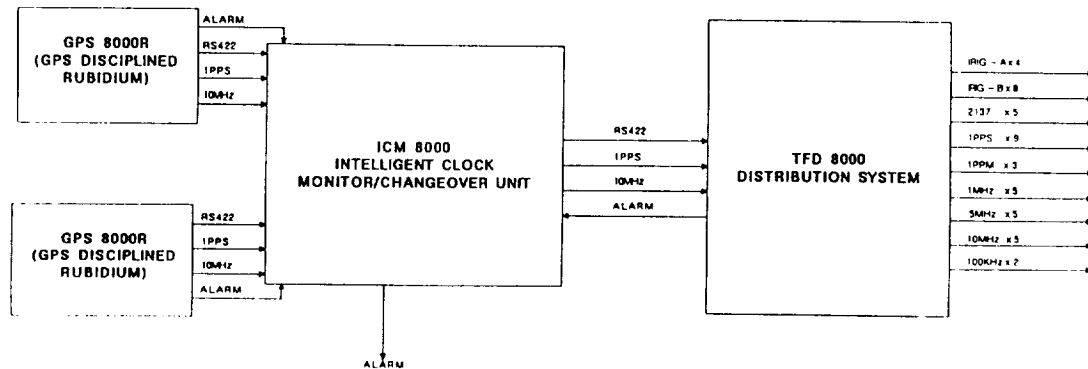 ALARM
GPS 8000R
(GPS DISCIPLINED
RUBIDIUM)
RS422
1PPS
10MHz
ICM 8000
INTELLIGENT CLOCK
MONITOR/CHANGEOVER UNIT
GPS 8000R
(GPS DISCIPLINED
RUBIDIUM)
RS422
1PPS
10MHz
ALARM
ALARM
RS422
1PPS
10MHz
ALARM
TFD 8000
DISTRIBUTION SYSTEM
IRIG - A x 4
IRIG - B x 8
2137 x 5
1PPS x 9
1PPM x 3
1MHz x 5
5MHz x 5
10MHz x 5
100KHz x 2